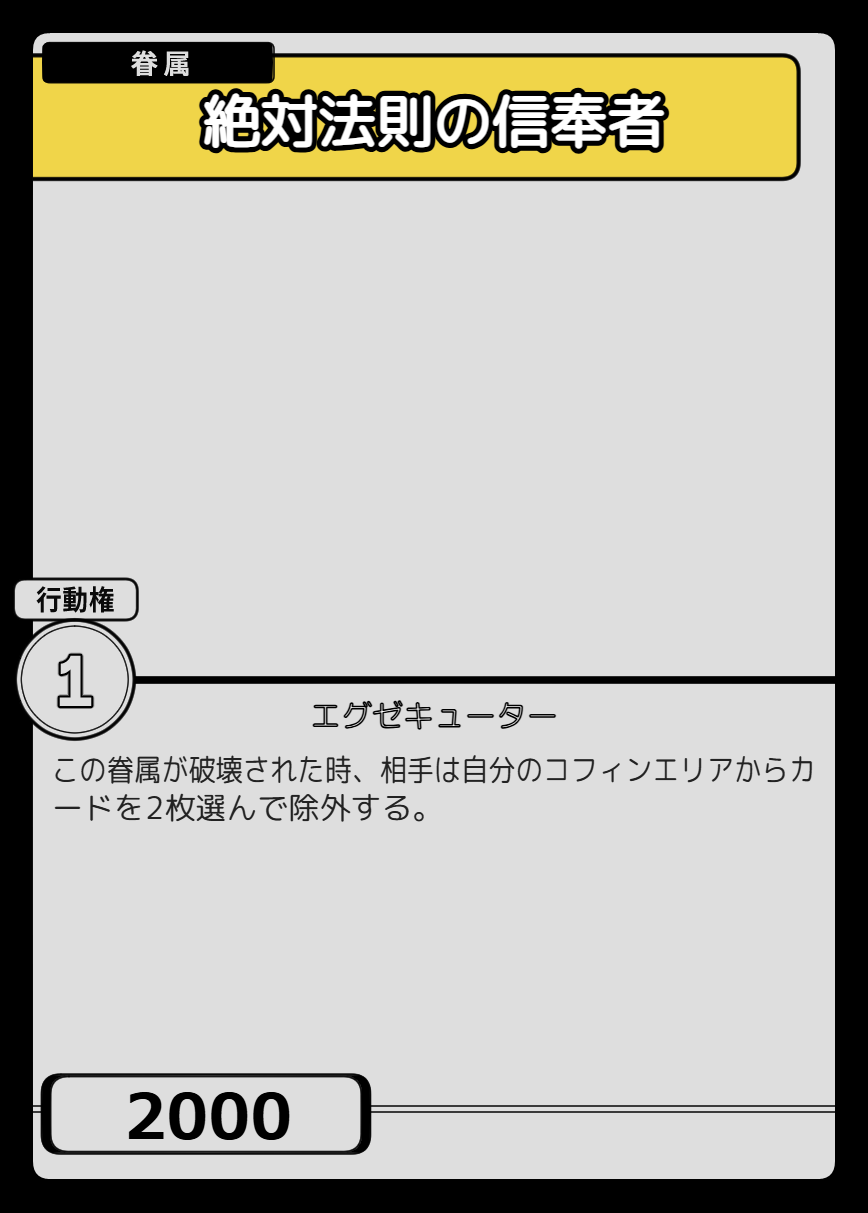 眷属
絶対法則の信奉者
行動権
1
エグゼキューター
この眷属が破壊された時、相手は自分のコフィンエリアからカ
ードを2枚選んで除外する。
2000